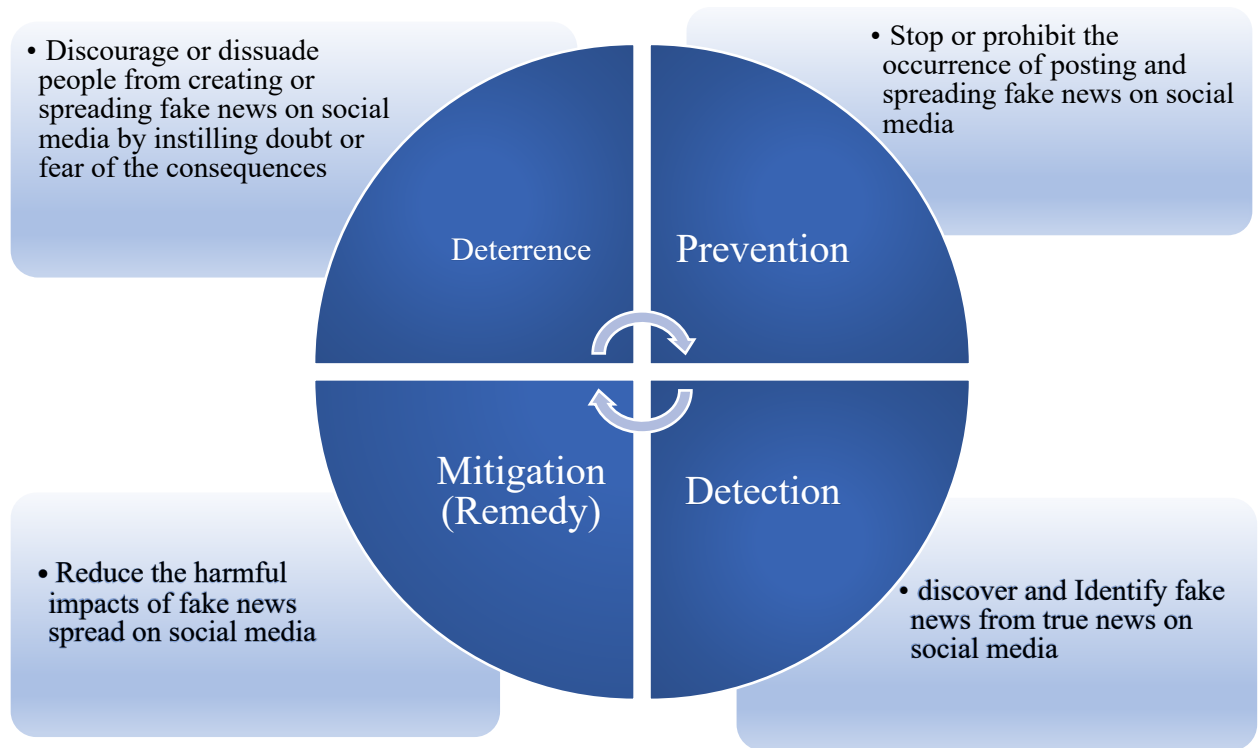 • Discourage or dissuade
people from creating or
spreading fake news on social
media by instilling doubt or
fear of the consequences
• Stop or prohibit the
occurrence of posting and
spreading fake news on social
media
Deterrence
Prevention
Mitigation
(Remedy)
Detection
• Reduce the harmful
impacts of fake news
spread on social media
• discover and Identify fake
news from true news on
social media